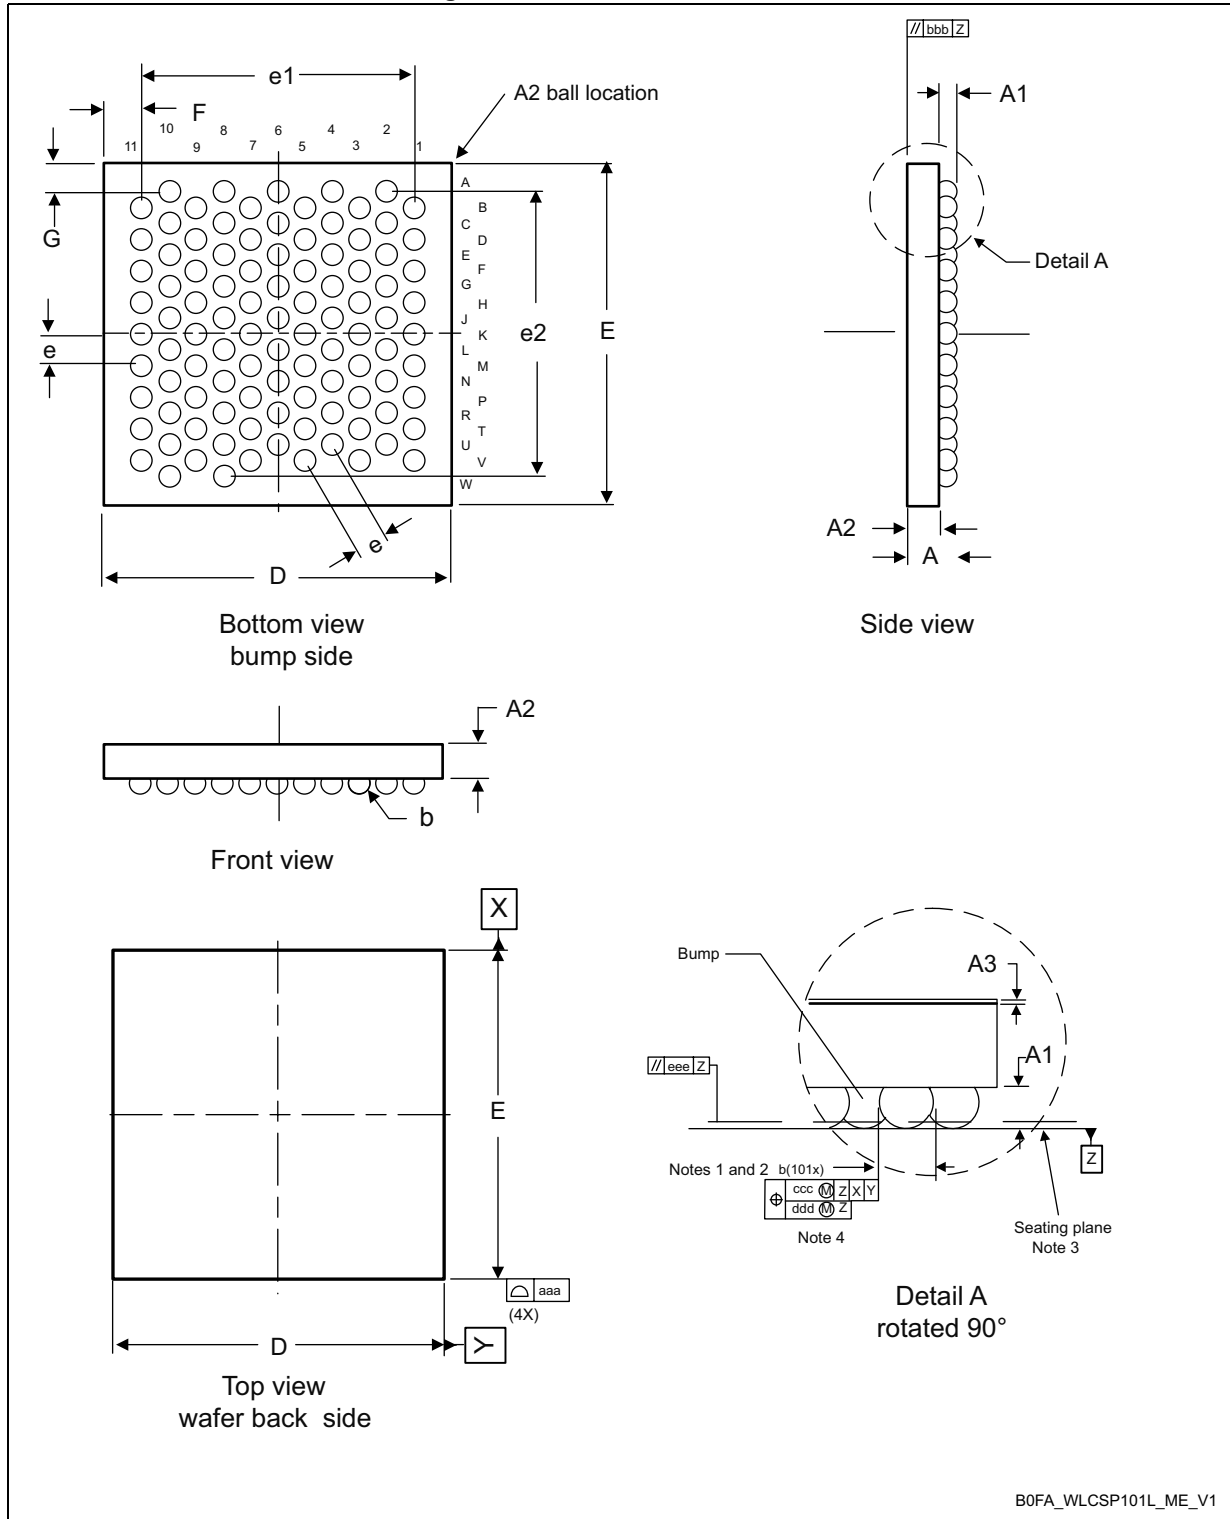 // bbb Z
e1
A1
F
A2 ball location
10 8 6 4 2
11 9 7 5 3 1
A
B
C
D
E
F
G
H
J
K
L
M
N
P
R
T
U
V
W
G
e
e2
E
Detail A
e
D
A2
A
Bottom view
bump side
Side view
A2
b
Front view
X
Bump
A3
A1
// eee Z
E
Z
Notes 1 and 2 b(101x)
ccc Ⓜ Z X Y
ddd Ⓜ Z
Note 4
Seating plane
Note 3
aaa
(4X)
D
Y
Detail A
rotated 90°
Top view
wafer back side
B0FA_WLCSP101L_ME_V1